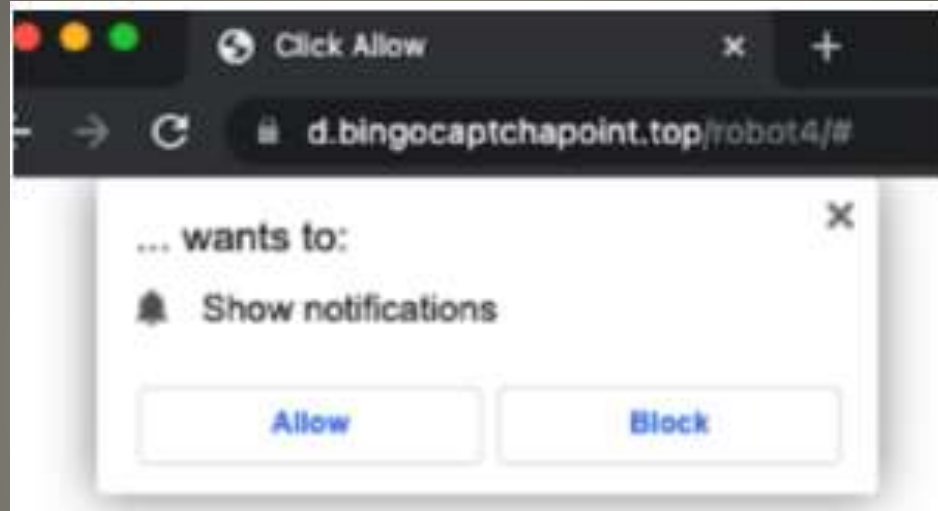 Click Allow
d.bingocaptchapoint.top/robot4/#
... wants to:
Show notifications
Allow
Block